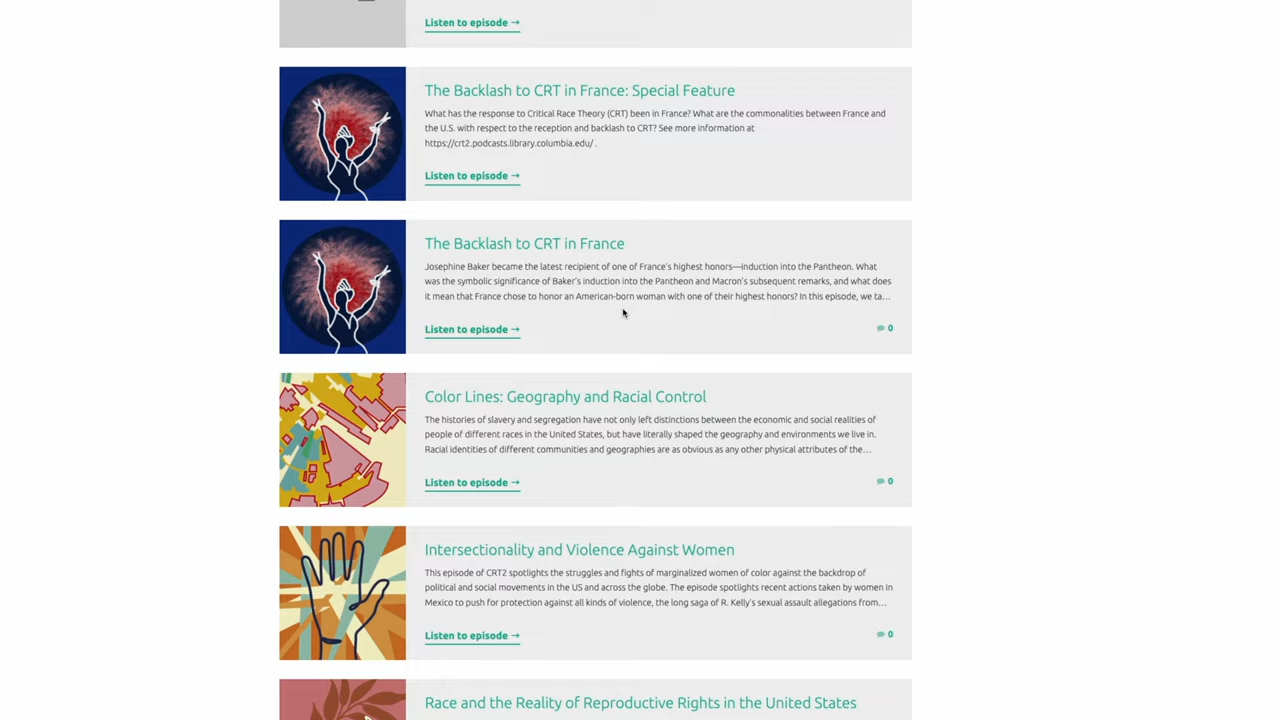 Listen to episode →
The Backlash to CRT in France: Special Feature
What has the response to Critical Race Theory (CRT) been in France? What are the commonalities between France and
the U.S. with respect to the reception and backlash to CRT? See more information at
https://crt2.podcasts.library.columbia.edu/ .
Listen to episode →
The Backlash to CRT in France
Josephine Baker became the latest recipient of one of France's highest honors—induction into the Pantheon. What
was the symbolic significance of Baker's induction into the Pantheon and Macron's subsequent remarks, and what does
it mean that France chose to honor an American-born woman with one of their highest honors? In this episode, we ta…
Listen to episode →
0
Color Lines: Geography and Racial Control
The histories of slavery and segregation have not only left distinctions between the economic and social realities of
people of different races in the United States, but have literally shaped the geography and environments we live in.
Racial identities of different communities and geographies are as obvious as any other physical attributes of the…
Listen to episode →
0
Intersectionality and Violence Against Women
This episode of CRT2 spotlights the struggles and fights of marginalized women of color against the backdrop of
political and social movements in the US and across the globe. The episode spotlights recent actions taken by women in
Mexico to push for protection against all kinds of violence, the long saga of R. Kelly's sexual assault allegations from…
Listen to episode →
0
Race and the Reality of Reproductive Rights in the United States